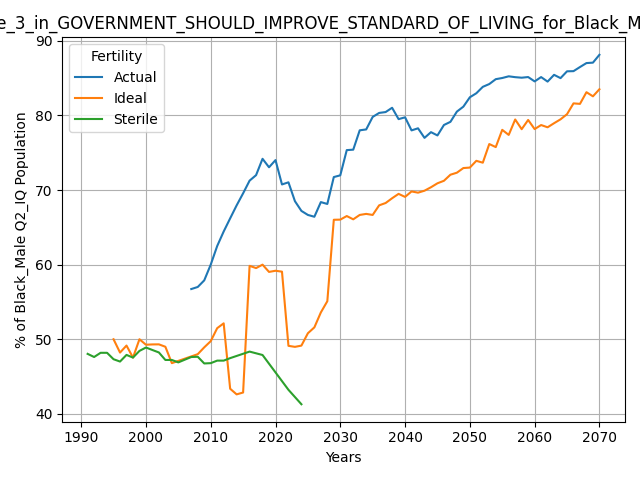 e_3_in_GOVERNMENT_SHOULD_IMPROVE_STANDARD_OF_LIVING_for_Black_M
Fertility
Actual
Ideal
Sterile
% of Black_Male Q2_IQ Population
90
80
70
60
50
40
1990
2000
2010
2020
2030
2040
2050
2060
2070
Years